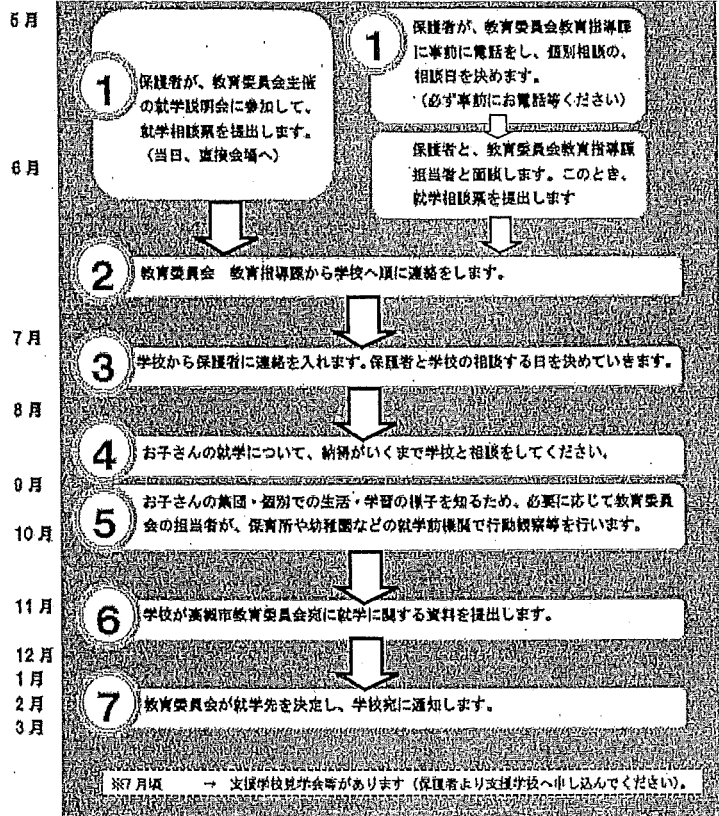 5月
1
保護者が、教育委員会主催
の就学説明会に参加して、
就学相談票を提出します。
(当日、直接会場へ)
1
保護者が、教育委員会教育指導課
に事前に電話をし、個別相談の、
相談日を決めます。
(必ず事前にお電話等ください)
6月
保護者と、教育委員会教育指導課
担当者と面談します。このとき、
就学相談票を提出します
2
教育委員会 教育指導課から学校へ順に連絡をします。
7月
3
学校から保護者に連絡を入れます。保護者と学校の相談する日を決めていきます。
8月
4
お子さんの就学について、納得がいくまで学校と相談をしてください。
9月
5
お子さんの集団・個別での生活・学習の様子を知るため、必要に応じて教育委員
会の担当者が、保育所や幼稚園などの就学前機関で行動観察等を行います。
10月
11月
6
学校が高槻市教育委員会宛に就学に関する資料を提出します。
12月
1月
2月
3月
7
教育委員会が就学先を決定し、学校宛に通知します。
※7月頃 → 支援学校見学会等があります(保護者より支援学校へ申し込んでください)。